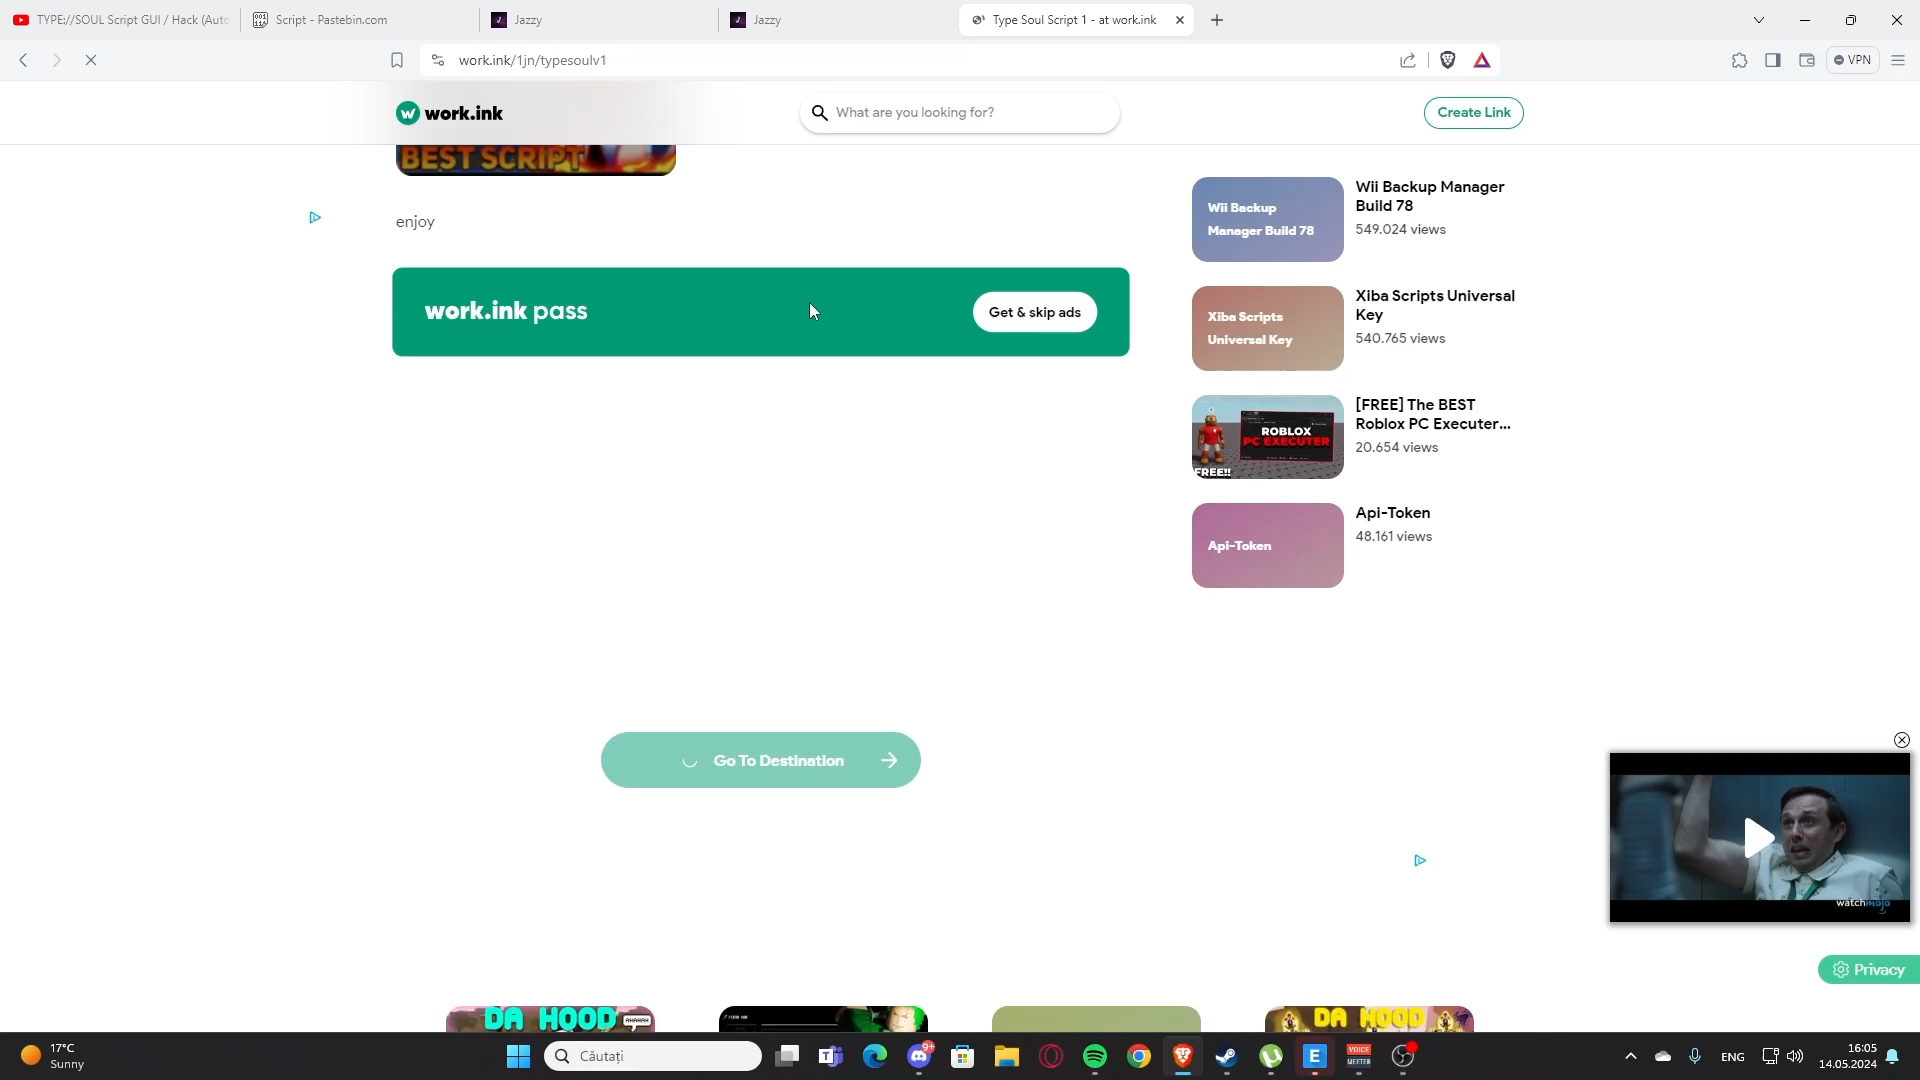 TYPE://SOUL Script GUI / Hack (Auto
Script - Pastebin.com
Jazzy
Jazzy
Type Soul Script 1 - at work.ink
work.ink/1jn/typesoulv1
VPN
W work.ink
What are you looking for?
Create Link
BEST SCRIPT
enjoy
work.ink pass
Get & skip ads
Wii Backup
Manager Build 78
Wii Backup Manager
Build 78
549.024 views
Xiba Scripts
Universal Key
Xiba Scripts Universal
Key
540.765 views
ROBLOX
PC EXECUTER
FREE!!
[FREE] The BEST
Roblox PC Executer...
20.654 views
Api-Token
Api-Token
48.161 views
Go To Destination
watchmojo
Privacy
DA HOOD
AHAHAH
DA HOOD
17°C
Sunny
Căutați
9+
E
VOICE
MEETER
ENG
16:05
14.05.2024